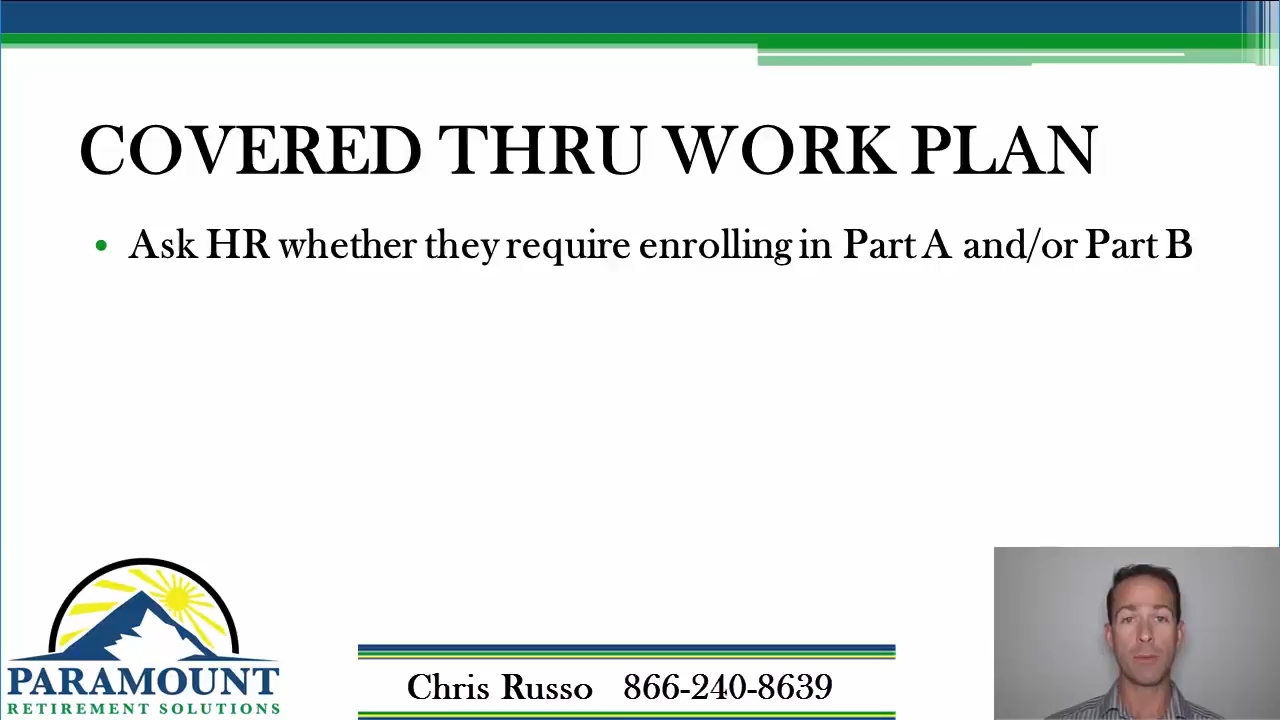 COVERED THRU WORK PLAN
• Ask HR whether they require enrolling in Part A and/or Part B
PARAMOUNT
RETIREMENT SOLUTIONS
Chris Russo 866-240-8639